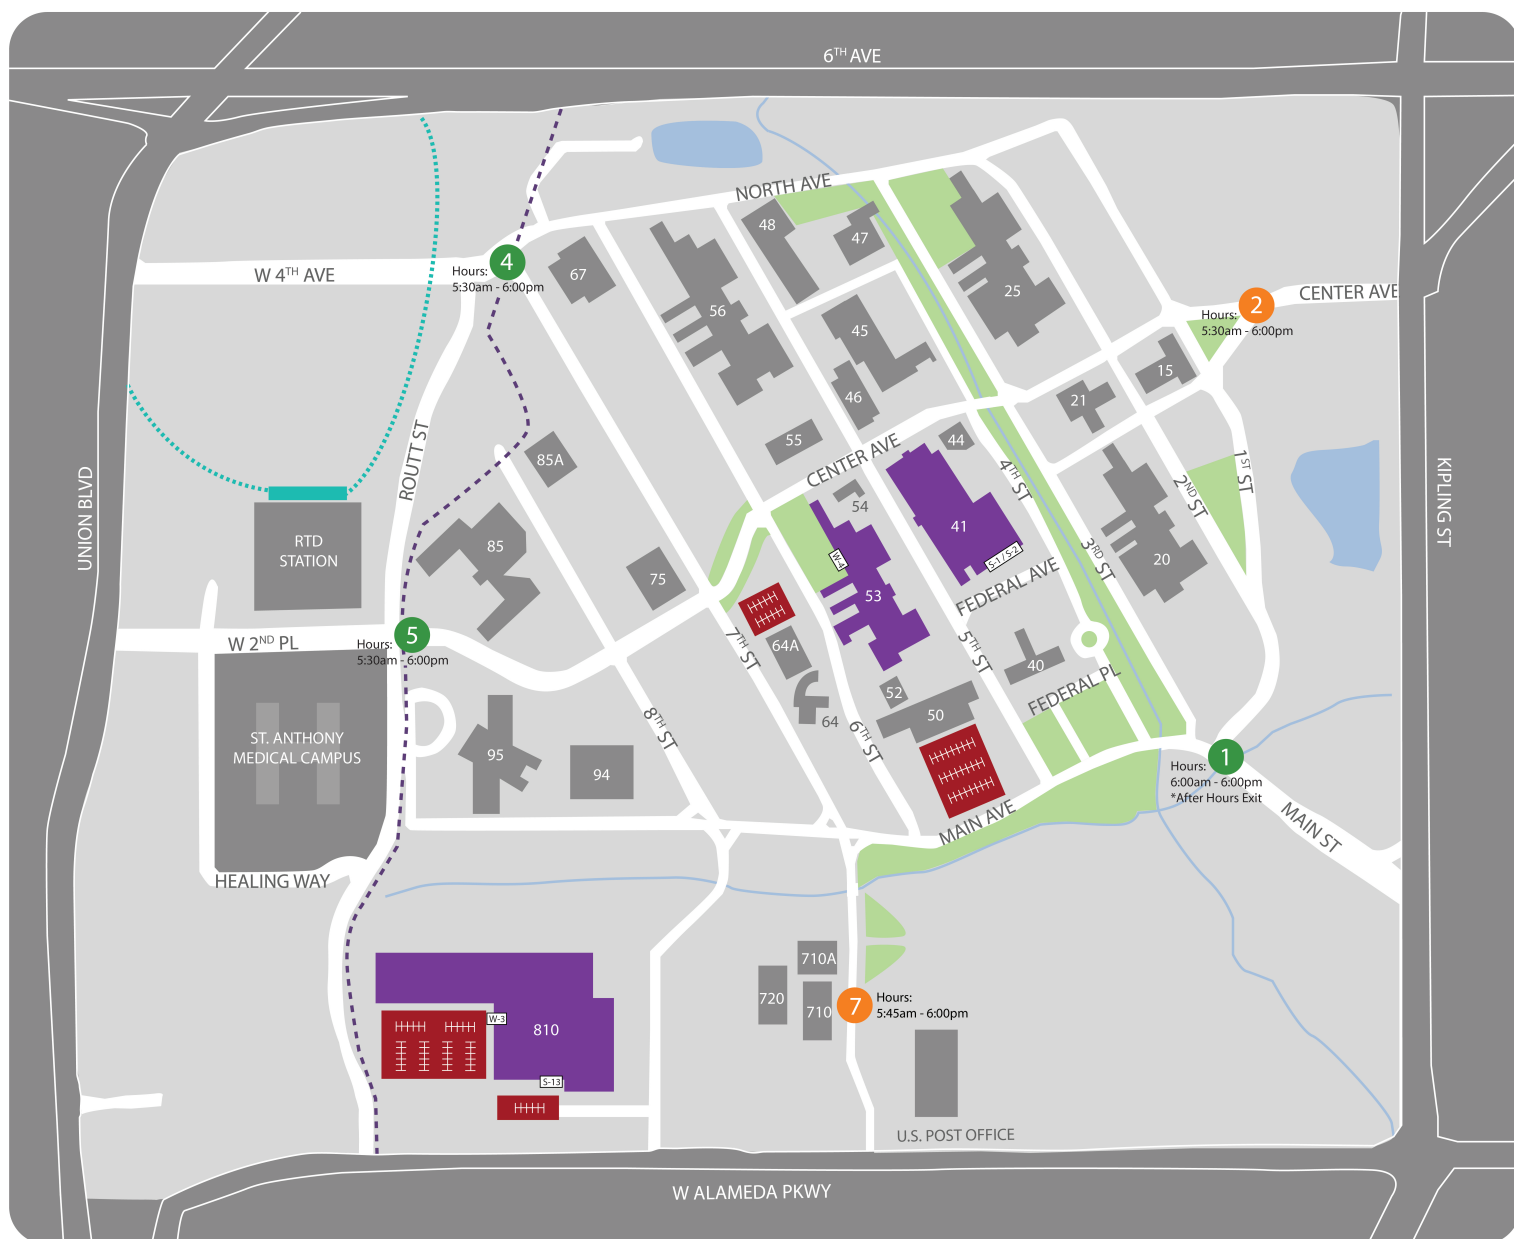 6TH AVE
NORTH AVE
48
47
67
25
W 4TH AVE
4
Hours:
5:30am - 6:00pm
56
45
2
CENTER AVE
Hours:
5:30am - 6:00pm
15
46
21
55
44
CENTER AVE
85A
ROUTT ST
4TH ST
1ST ST
2ND ST
UNION BLVD
KIPLING ST
54
41
S-1 / S-2
RTD
STATION
85
W-4
3RD ST
20
75
53
FEDERAL AVE
5
W 2ND PL
Hours:
5:30am - 6:00pm
7TH ST
64A
5TH ST
40
FEDERAL PL
52
50
64
8TH ST
6TH ST
ST. ANTHONY
MEDICAL CAMPUS
95
94
1
Hours:
6:00am - 6:00pm
*After Hours Exit
MAIN AVE
MAIN ST
HEALING WAY
710A
720
710
7
Hours:
5:45am - 6:00pm
W-3
810
S-13
U.S. POST OFFICE
W ALAMEDA PKWY